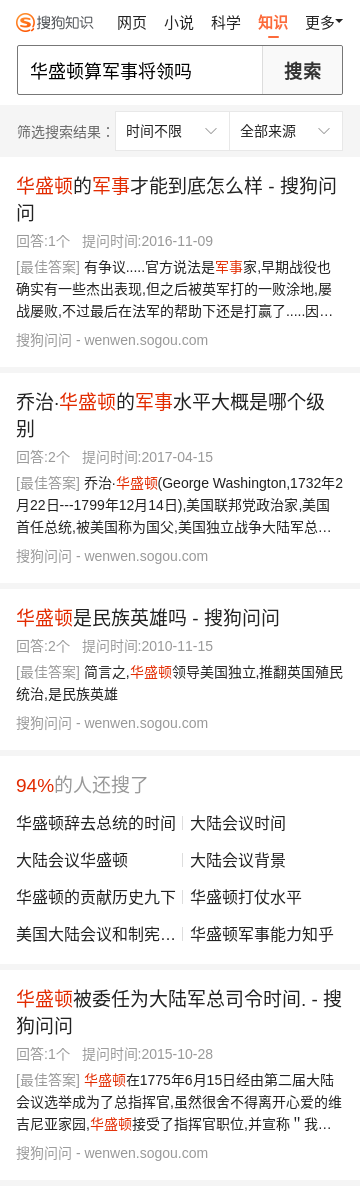 搜狗知识 网页 小说 科学 知识 更多
华盛顿算军事将领吗 搜索
筛选搜索结果： 时间不限 全部来源
华盛顿的军事才能到底怎么样 - 搜狗问
问
回答:1个 提问时间:2016-11-09
[最佳答案] 有争议.....官方说法是军事家,早期战役也
确实有一些杰出表现,但之后被英军打的一败涂地,屡
战屡败,不过最后在法军的帮助下还是打赢了.....因...
搜狗问问 - wenwen.sogou.com
乔治·华盛顿的军事水平大概是哪个级
别
回答:2个 提问时间:2017-04-15
[最佳答案] 乔治·华盛顿(George Washington,1732年2
月22日---1799年12月14日),美国联邦党政治家,美国
首任总统,被美国称为国父,美国独立战争大陆军总...
搜狗问问 - wenwen.sogou.com
华盛顿是民族英雄吗 - 搜狗问问
回答:2个 提问时间:2010-11-15
[最佳答案] 简言之,华盛顿领导美国独立,推翻英国殖民
统治,是民族英雄
搜狗问问 - wenwen.sogou.com
94%的人还搜了
华盛顿辞去总统的时间 大陆会议时间
大陆会议华盛顿 大陆会议背景
华盛顿的贡献历史九下 华盛顿打仗水平
美国大陆会议和制宪... 华盛顿军事能力知乎
华盛顿被委任为大陆军总司令时间. - 搜
狗问问
回答:2个 提问时间:2015-10-28
[最佳答案] 华盛顿在1775年6月15日经由第二届大陆
会议选举成为了总指挥官,虽然很舍不得离开心爱的维
吉尼亚家园,华盛顿接受了指挥官职位,并宣称＂我...
搜狗问问 - wenwen.sogou.com